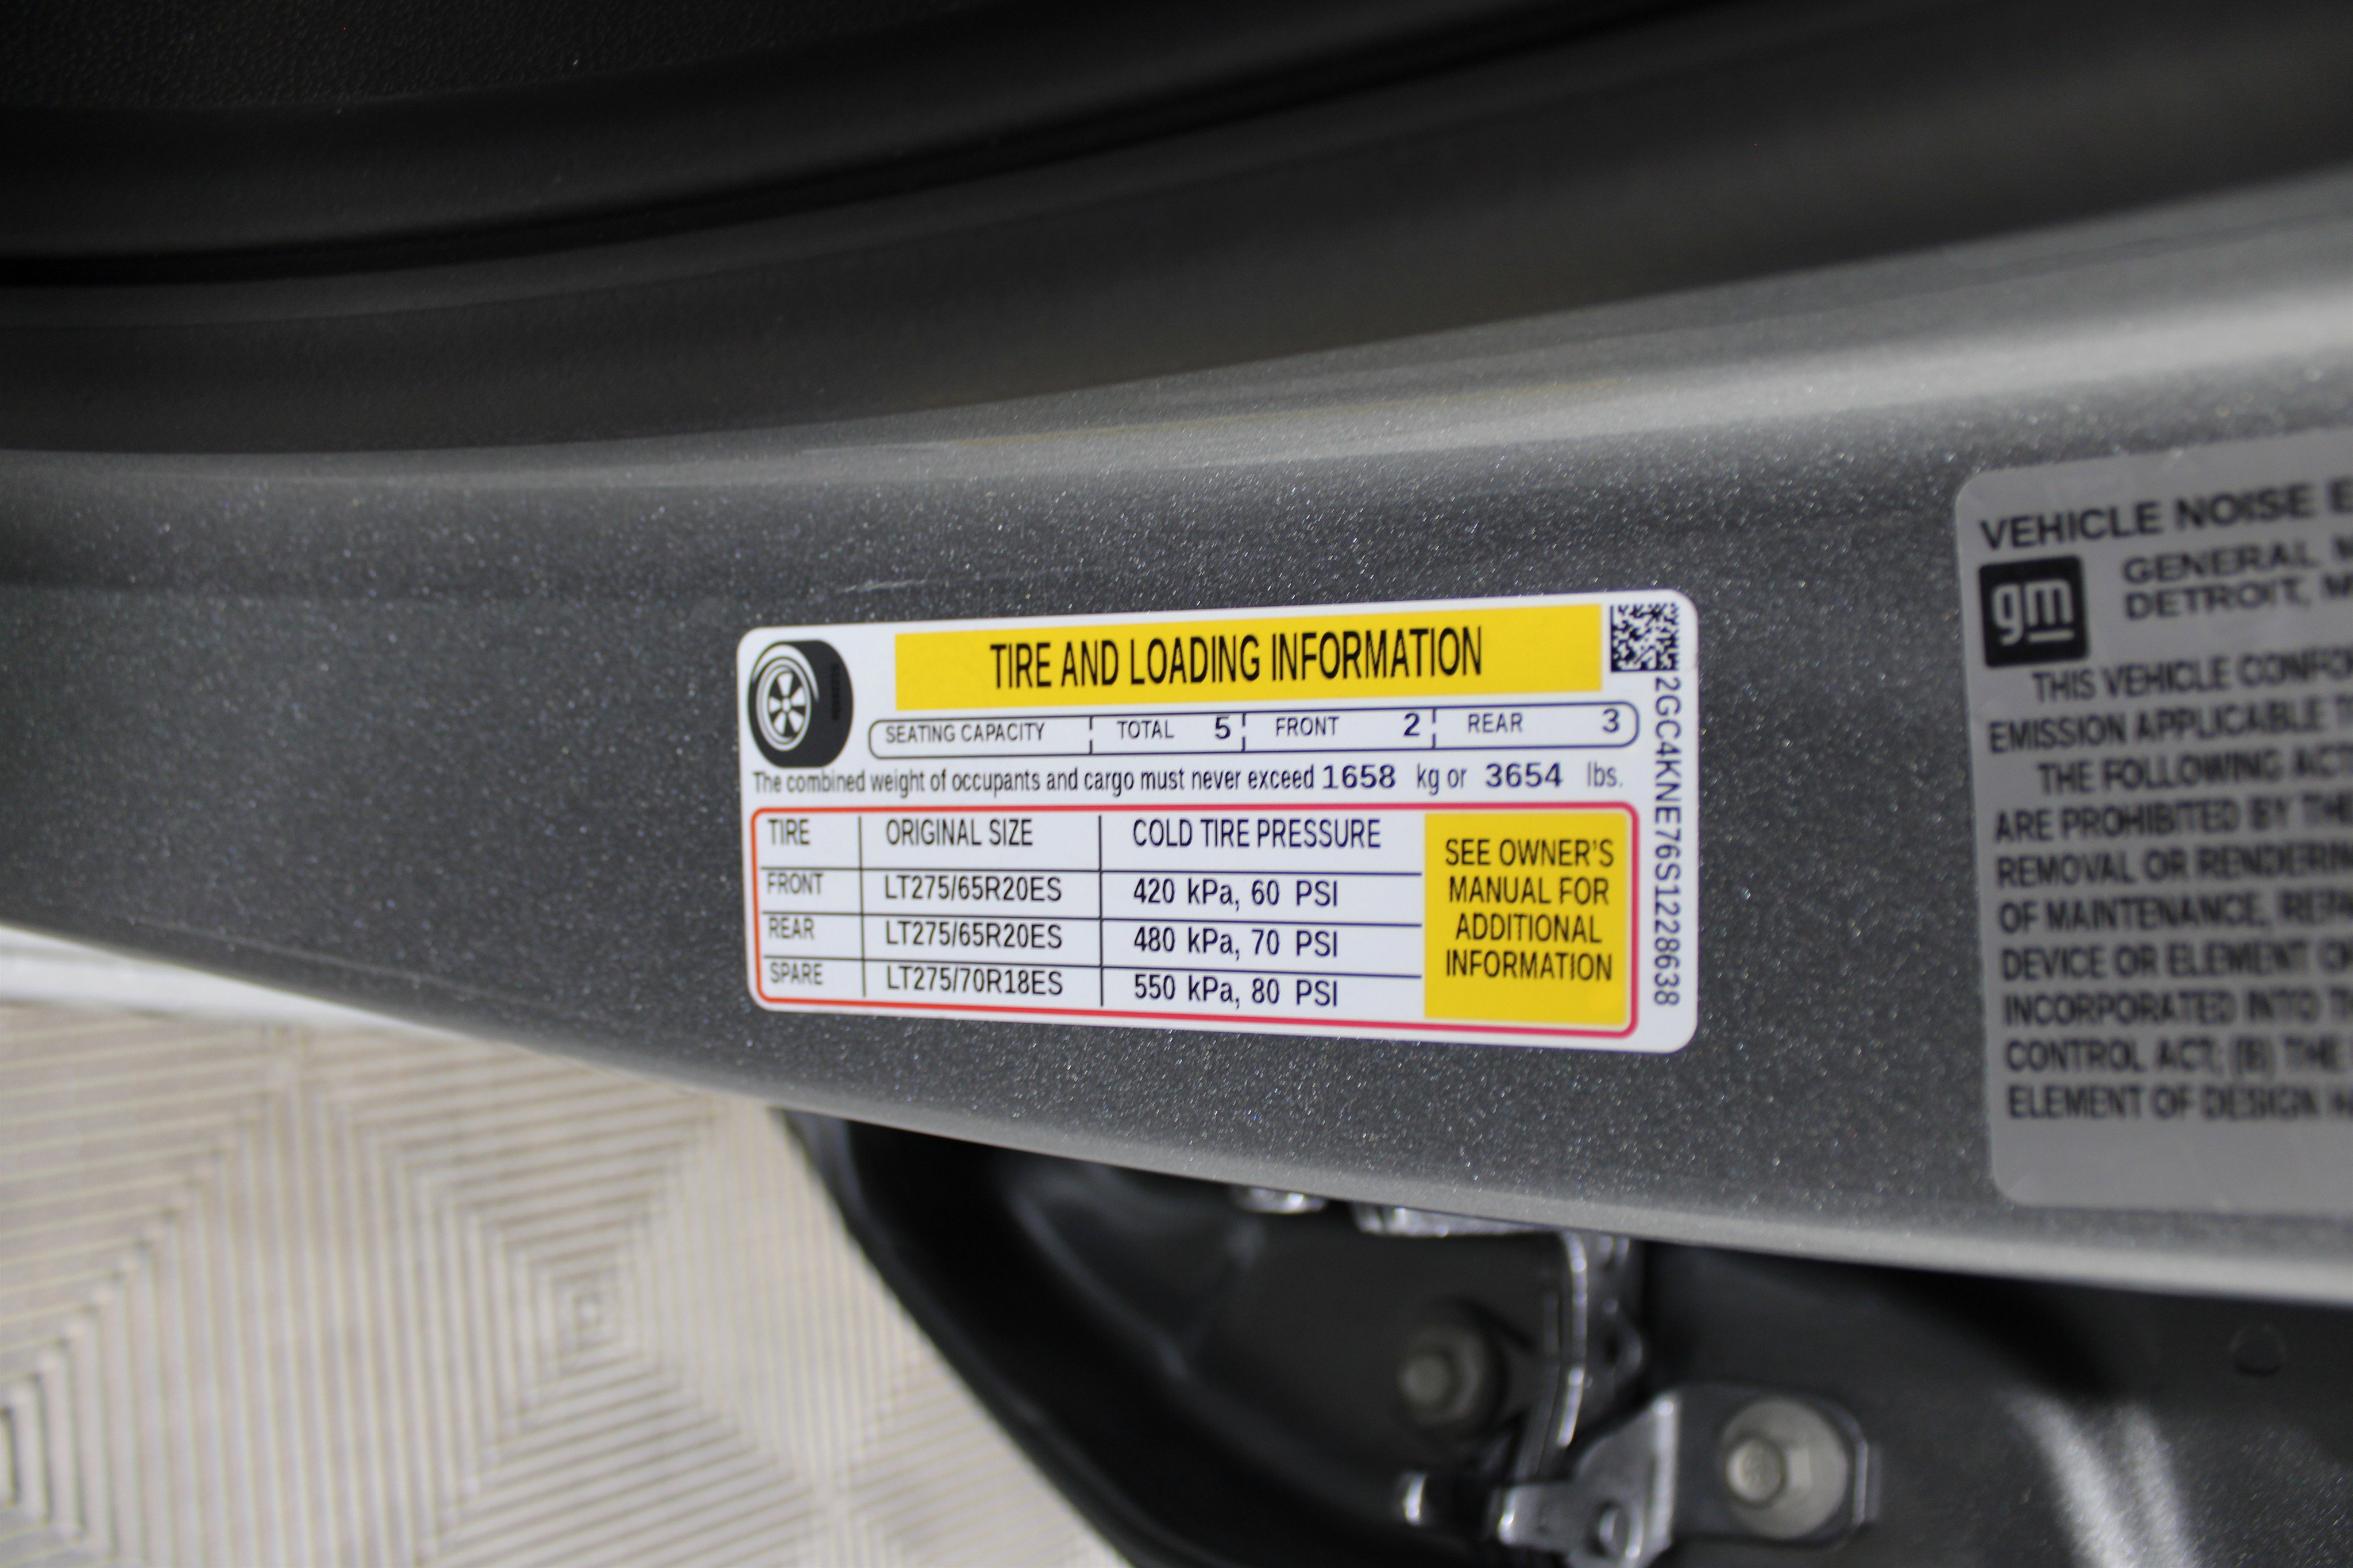 TIRE AND LOADING INFORMATION
SEATING CAPACITY TOTAL 5 FRONT 2 REAR 3
The combined weight of occupants and cargo must never exceed 1658 kg or 3654 lbs.
TIRE ORIGINAL SIZE COLD TIRE PRESSURE
FRONT LT275/65R20ES 420 kPa, 60 PSI
REAR LT275/65R20ES 480 kPa, 70 PSI
SPARE LT275/70R18ES 550 kPa, 80 PSI
SEE OWNER'S
MANUAL FOR
ADDITIONAL
INFORMATION
2GC4KNE76S1228638
VEHICLE NOISE
gm
GENERAL
DETROIT,
THIS VEHICLE
EMISSION APPLICABLE
THE FOLLOWING
ARE PROHIBITED BY THE
REMOVAL OR
OF MAINTENANCE,
DEVICE OR ELEMENT
INCORPORATED INTO
CONTROL ACT; (B) THE
ELEMENT OF DESIGN